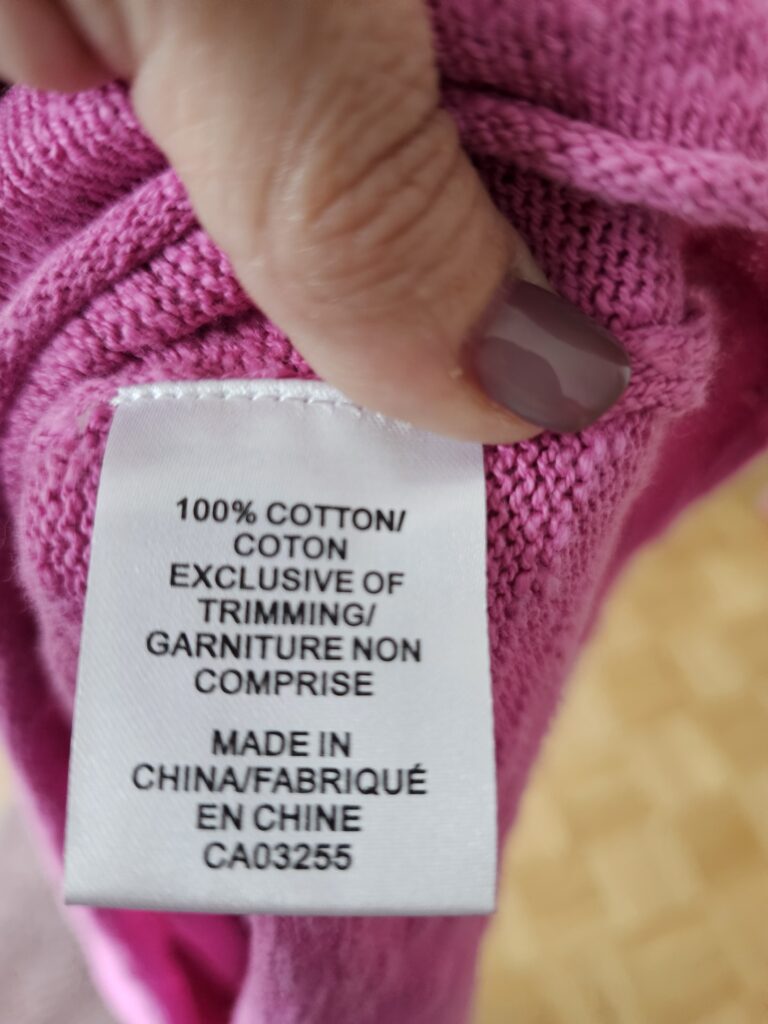 100% COTTON/
COTON
EXCLUSIVE OF
TRIMMING/
GARNITURE NON
COMPRISE
MADE IN
CHINA/FABRIQUÉ
EN CHINE
CA03255